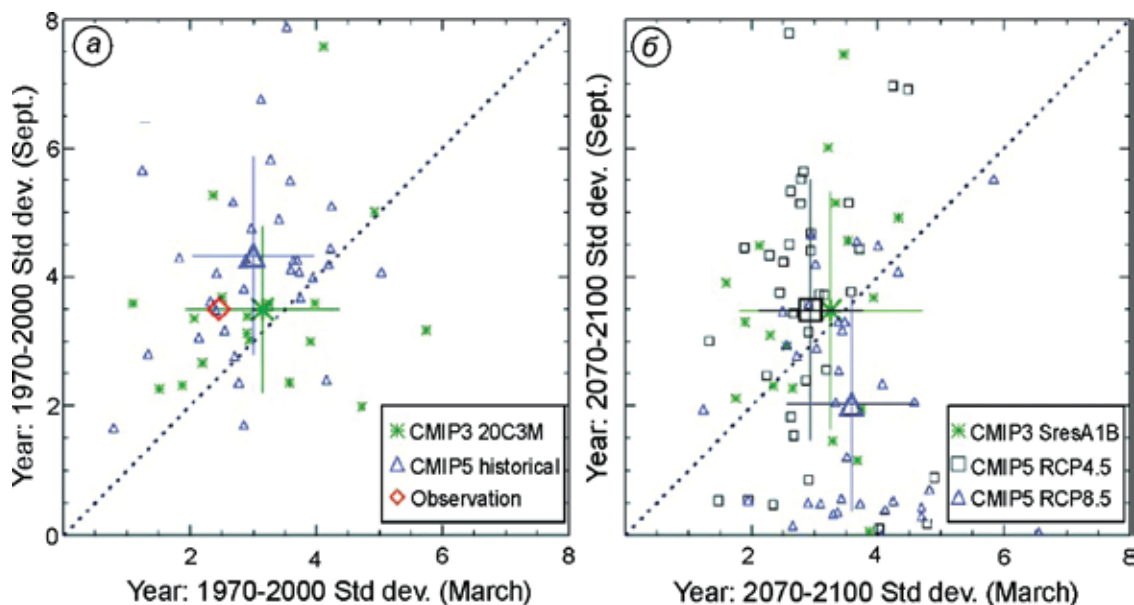 а
Year: 1970-2000 Std dev. (Sept.)
8
6
4
2
0
2
4
6
8
CMIP3 20C3M
CMIP5 historical
Observation
Year: 1970-2000 Std dev. (March)
б
Year: 2070-2100 Std dev. (Sept.)
8
6
4
2
0
2
4
6
8
CMIP3 SresA1B
CMIP5 RCP4.5
CMIP5 RCP8.5
Year: 2070-2100 Std dev. (March)